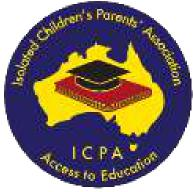 Isolated Children's Parents' Association
ICPA
Access to Education